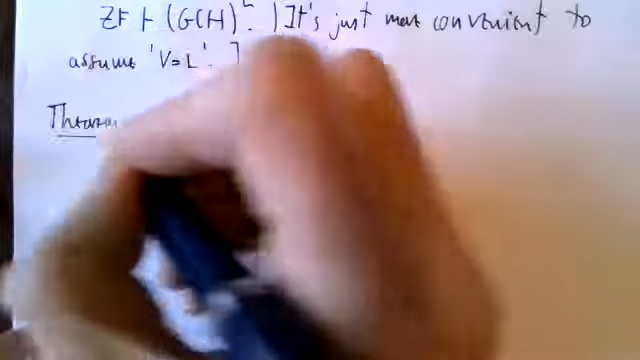 ZF ⊢ (GCH)ᴸ. ) It's just more convenient to
assume 'V=L'. ]
Theorem